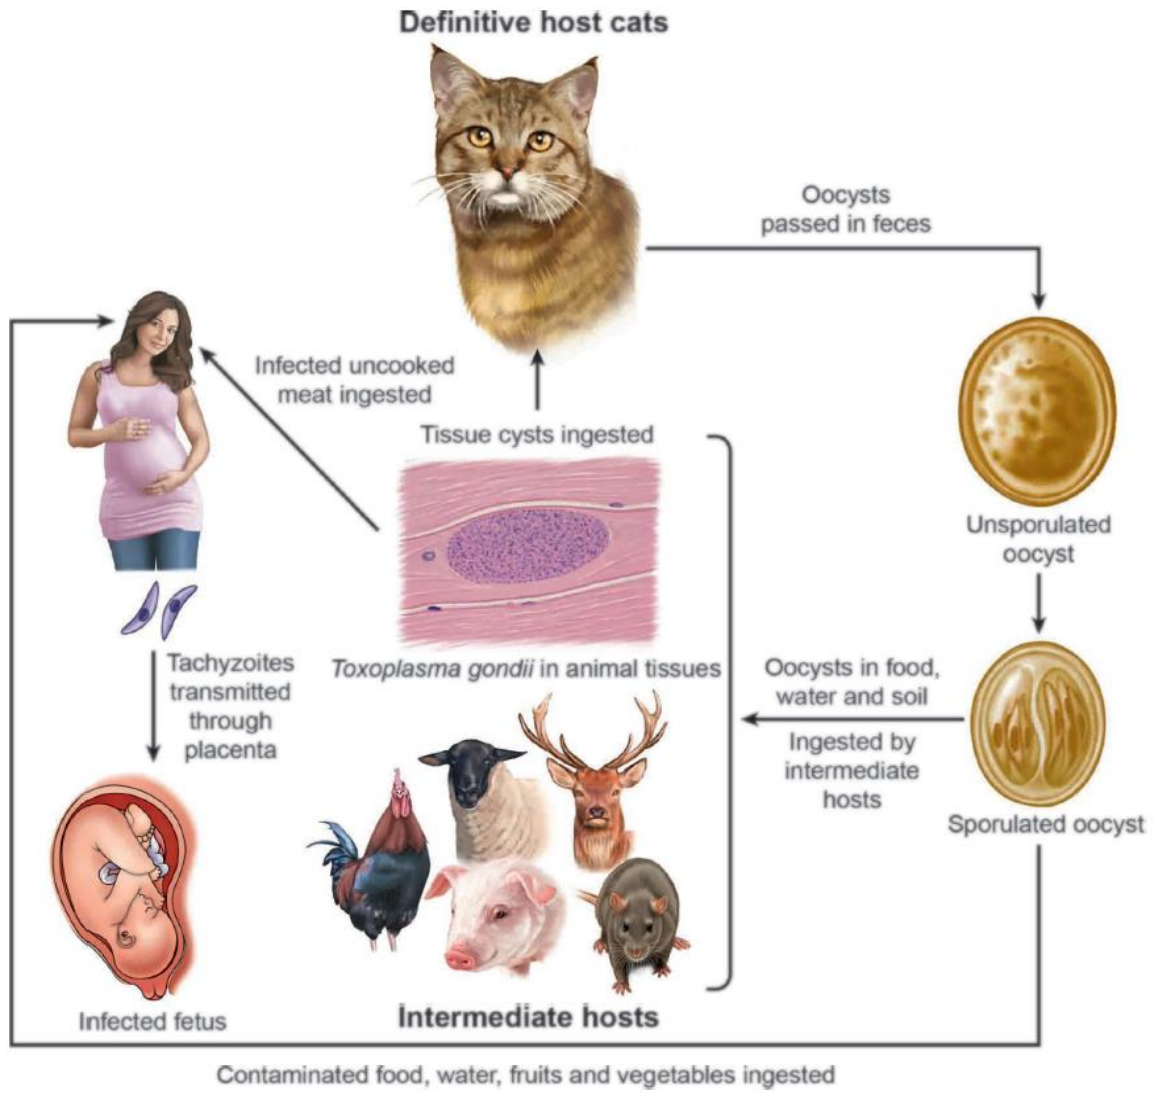 Definitive host cats
Oocysts
passed in feces
Infected uncooked
meat ingested
Tissue cysts ingested
Unsporulated
oocyst
Tachyzoites
transmitted
through
placenta
Toxoplasma gondii in animal tissues
Oocysts in food,
water and soil
Ingested by
intermediate
hosts
Sporulated oocyst
Infected fetus
Intermediate hosts
Contaminated food, water, fruits and vegetables ingested